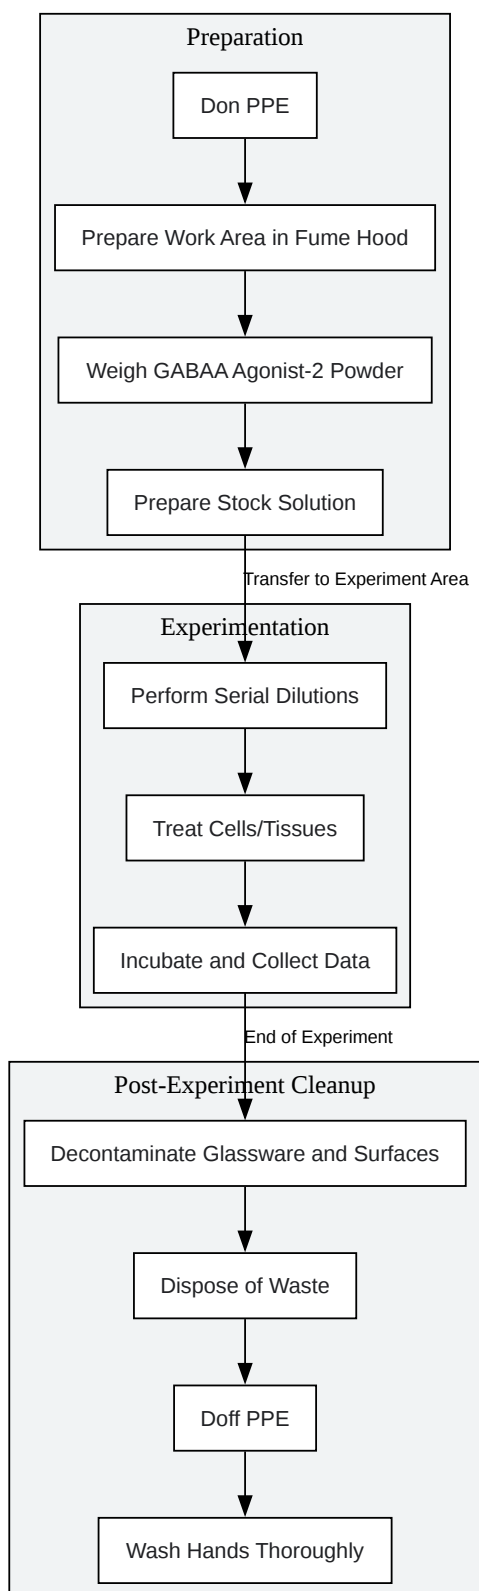 Preparation
Don PPE
Prepare Work Area in Fume Hood
Weigh GABAA Agonist-2 Powder
Prepare Stock Solution
Transfer to Experiment Area
Experimentation
Perform Serial Dilutions
Treat Cells/Tissues
Incubate and Collect Data
End of Experiment
Post-Experiment Cleanup
Decontaminate Glassware and Surfaces
Dispose of Waste
Doff PPE
Wash Hands Thoroughly